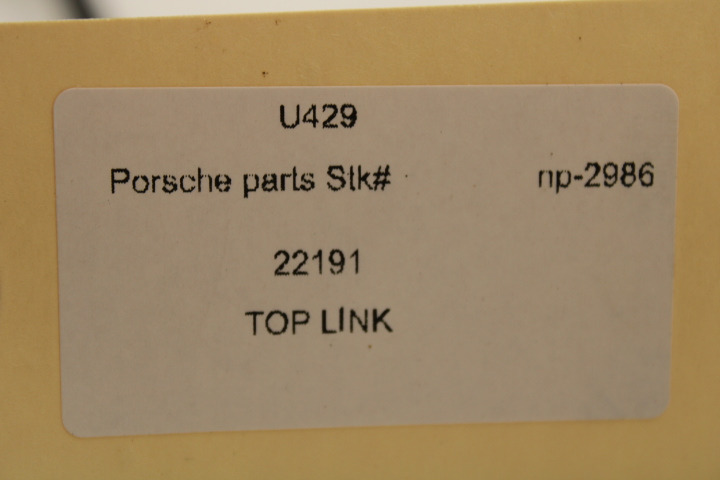 U429
Porsche parts Stk# np-2986
22191
TOP LINK